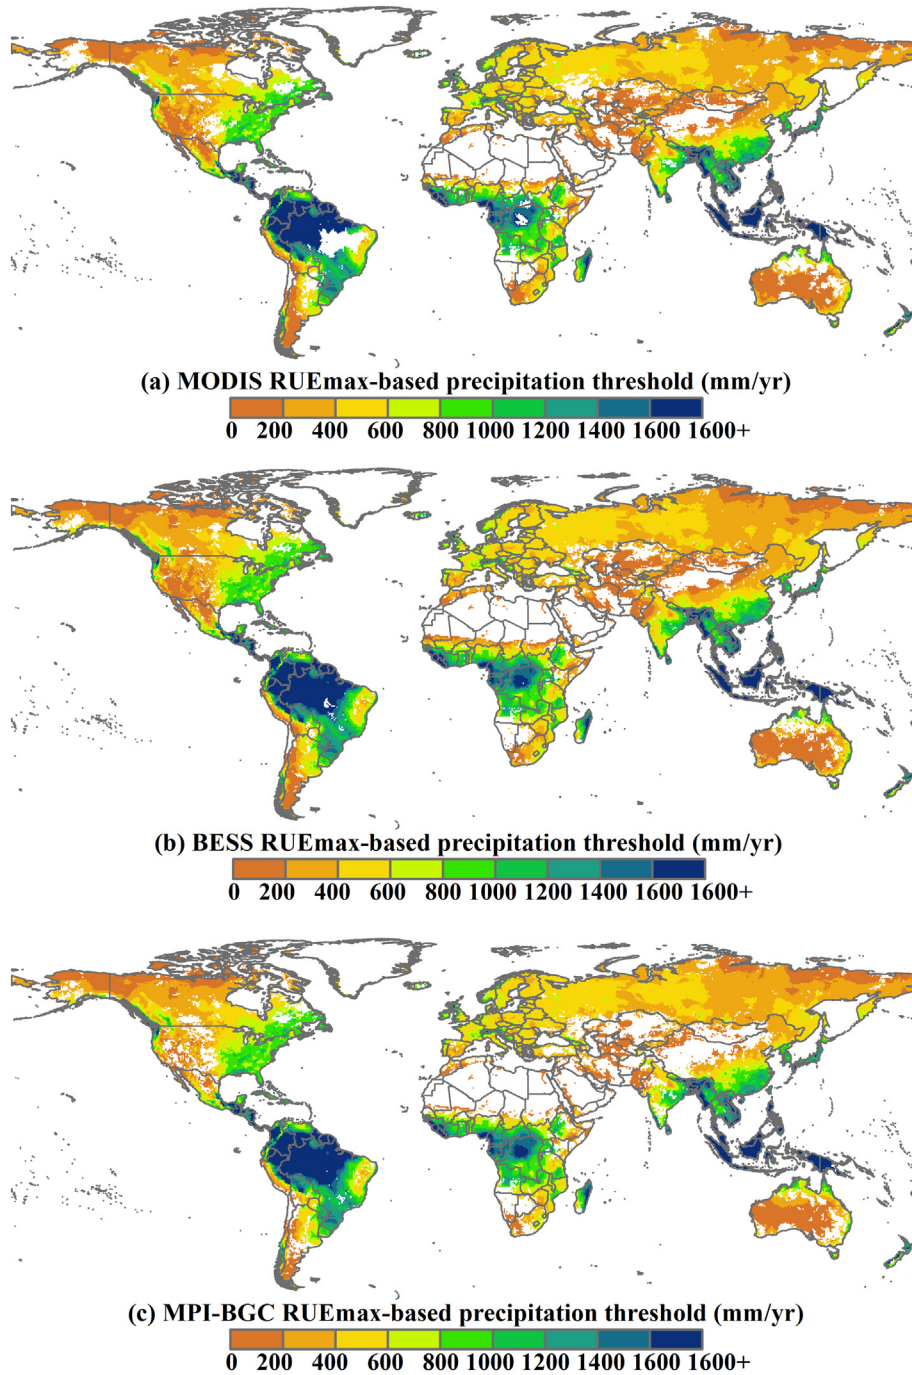 (a) MODIS RUEmax-based precipitation threshold (mm/yr)
0 200 400 600 800 1000 1200 1400 1600 1600+
(b) BESS RUEmax-based precipitation threshold (mm/yr)
0 200 400 600 800 1000 1200 1400 1600 1600+
(c) MPI-BGC RUEmax-based precipitation threshold (mm/yr)
0 200 400 600 800 1000 1200 1400 1600 1600+